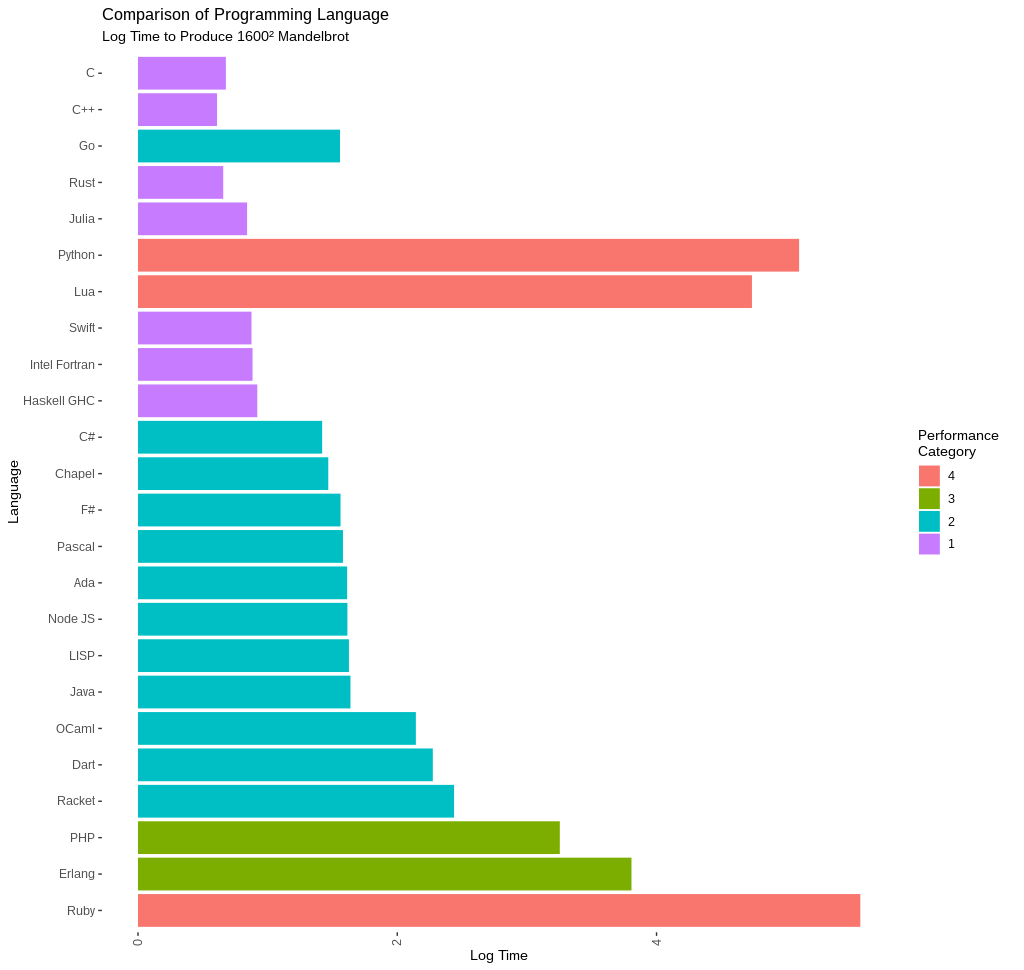 Comparison of Programming Language
Log Time to Produce 1600² Mandelbrot
C
C++
Go
Rust
Julia
Python
Lua
Swift
Intel Fortran
Haskell GHC
C#
Chapel
F#
Pascal
Ada
Node JS
LISP
Java
OCaml
Dart
Racket
PHP
Erlang
Ruby
Language
0
2
4
Log Time
Performance
Category
4
3
2
1